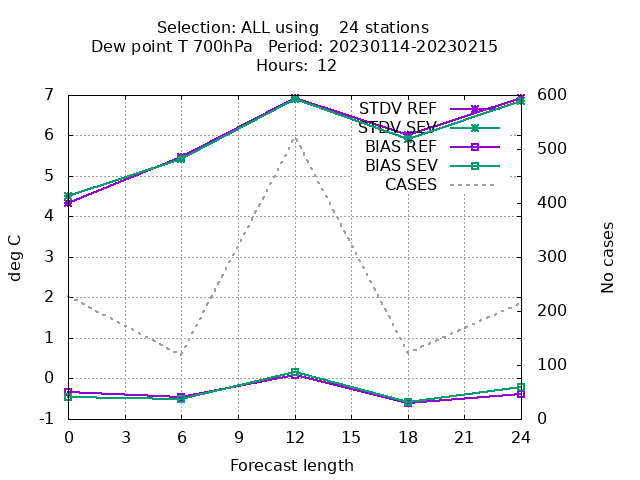 Selection: ALL using    24 stations
Dew point T 700hPa   Period: 20230114-20230215
Hours: 12
7
6
5
4
3
2
1
0
-1
deg C
600
500
400
300
200
100
0
No cases
STDV REF
STDV SEV
BIAS REF
BIAS SEV
CASES
0 3 6 9 12 15 18 21 24
Forecast length